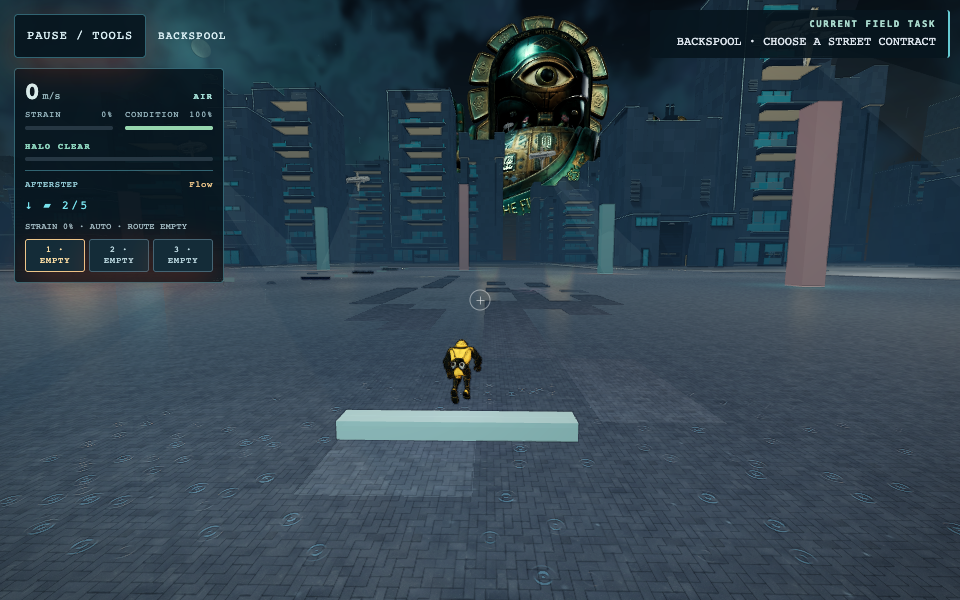 PAUSE / TOOLS
BACKSPOOL
CURRENT FIELD TASK
BACKSPOOL · CHOOSE A STREET CONTRACT
0 m/s
AIR
STRAIN 0%
CONDITION 100%
HALO CLEAR
AFTERSTEP
Flow
↓ ▰ 2/5
STRAIN 0% · AUTO · ROUTE EMPTY
1 · EMPTY
2 · EMPTY
3 · EMPTY